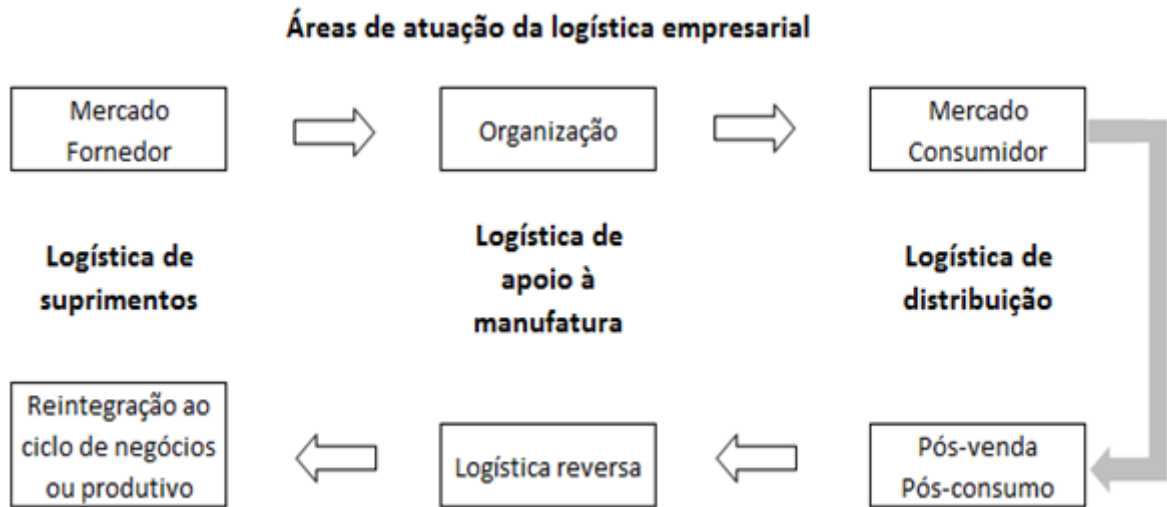 Áreas de atuação da logística empresarial
Mercado
Fornedor
Organização
Mercado
Consumidor
Logística de
suprimentos
Logística de
apoio à
manufatura
Logística de
distribuição
Reintegração ao
ciclo de negócios
ou produtivo
Logística reversa
Pós-venda
Pós-consumo